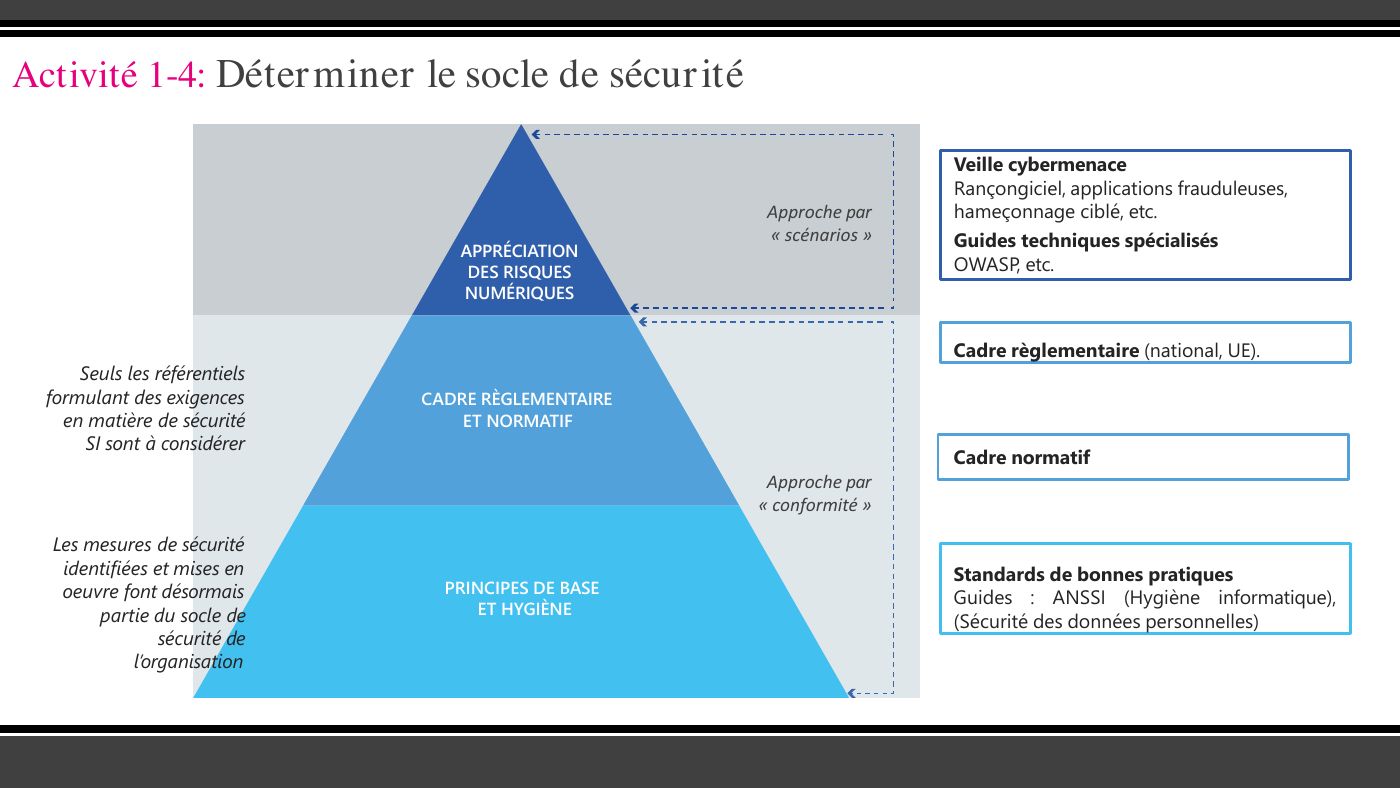 Activité 1-4: Déterminer le socle de sécurité
APPRÉCIATION
DES RISQUES
NUMÉRIQUES
Approche par
« scénarios »
Veille cybermenace
Rançongiciel, applications frauduleuses,
hameçonnage ciblé, etc.
Guides techniques spécialisés
OWASP, etc.
Seuls les référentiels
formulant des exigences
en matière de sécurité
SI sont à considérer
CADRE RÈGLEMENTAIRE
ET NORMATIF
Cadre règlementaire (national, UE).
Cadre normatif
Approche par
« conformité »
Les mesures de sécurité
identifiées et mises en
oeuvre font désormais
partie du socle de
sécurité de
l'organisation
PRINCIPES DE BASE
ET HYGIÈNE
Standards de bonnes pratiques
Guides : ANSSI (Hygiène informatique),
(Sécurité des données personnelles)